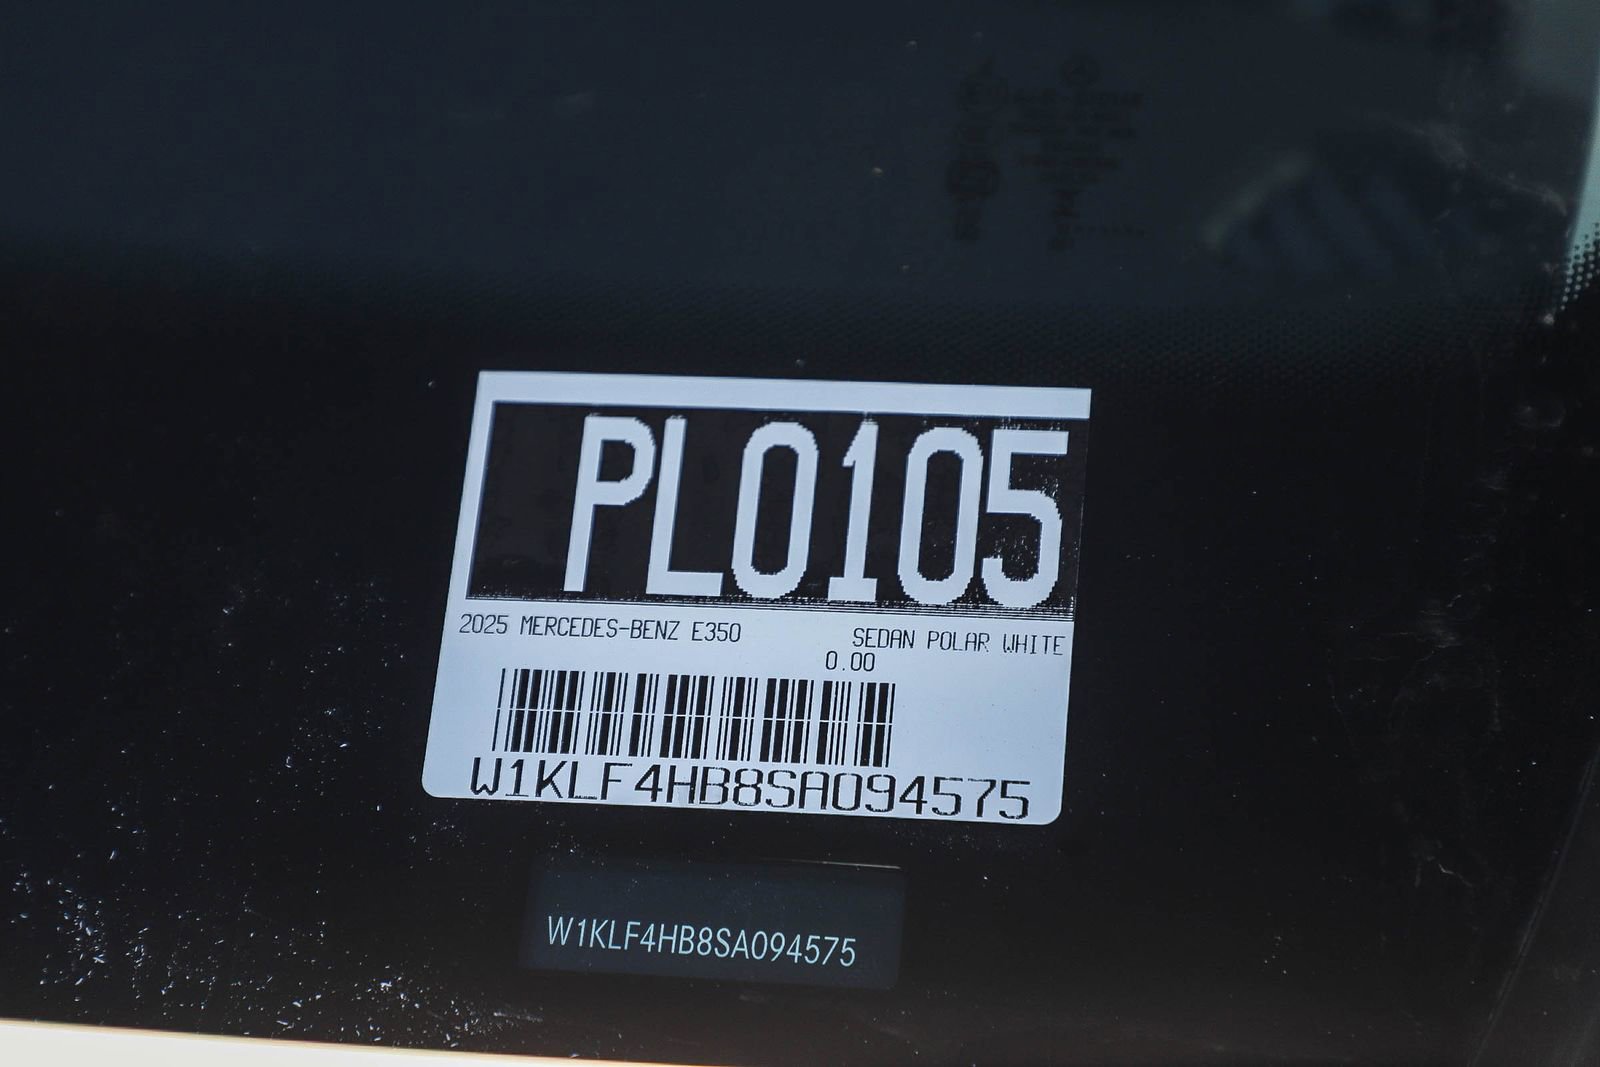 PL0105
2025 MERCEDES-BENZ E350 SEDAN POLAR WHITE
0.00
W1KLF4HB8SA094575
W1KLF4HB8SA094575